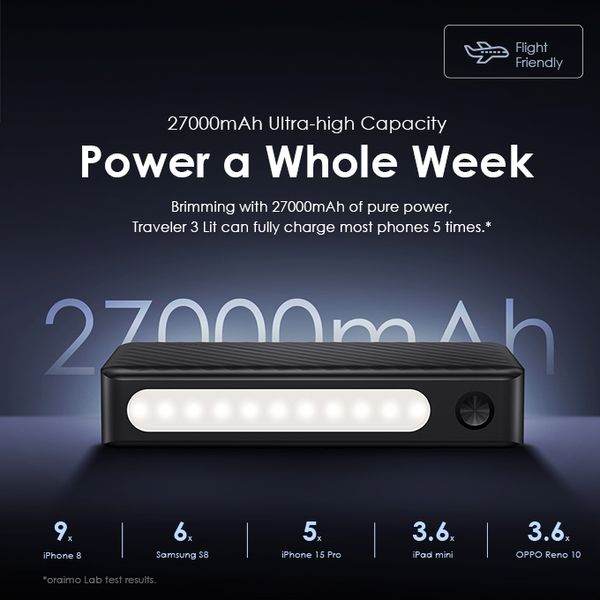 Flight
Friendly
27000mAh Ultra-high Capacity
Power a Whole Week
Brimming with 27000mAh of pure power,
Traveler 3 Lit can fully charge most phones 5 times.*
27000mAh
9x 6x 5x 3.6x 3.6x
iPhone 8 Samsung S8 iPhone 15 Pro iPad mini OPPO Reno 10
*oraimo Lab test results.